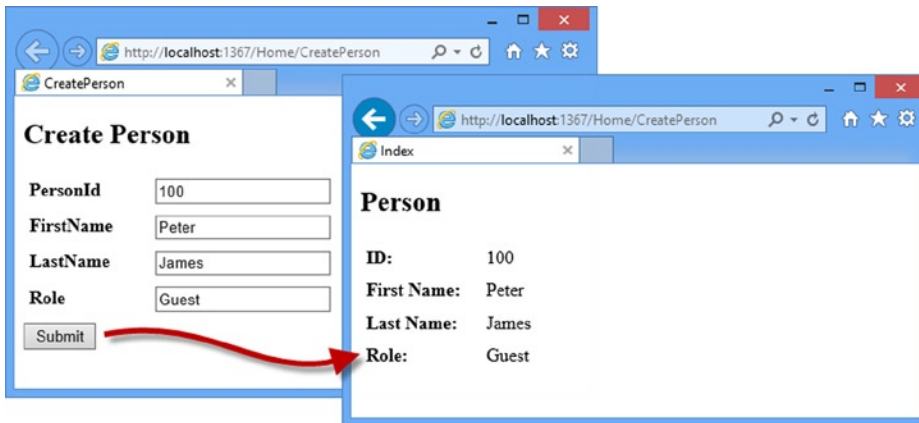 http://localhost:1367/Home/CreatePerson
CreatePerson
Create Person
PersonId 100
FirstName Peter
LastName James
Role Guest
Submit
http://localhost:1367/Home/CreatePerson
Index
Person
ID: 100
First Name: Peter
Last Name: James
Role: Guest